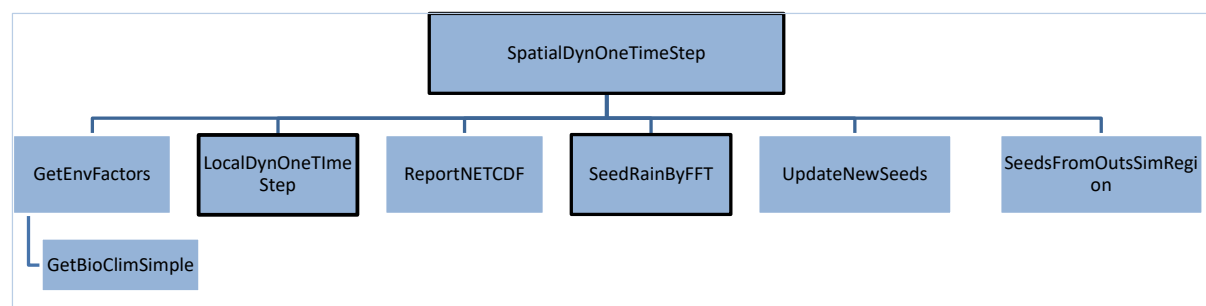 SpatialDynOneTimeStep
GetEnvFactors
LocalDynOneTIme
Step
ReportNETCDF
SeedRainByFFT
UpdateNewSeeds
SeedsFromOutsSimRegi
on
GetBioClimSimple